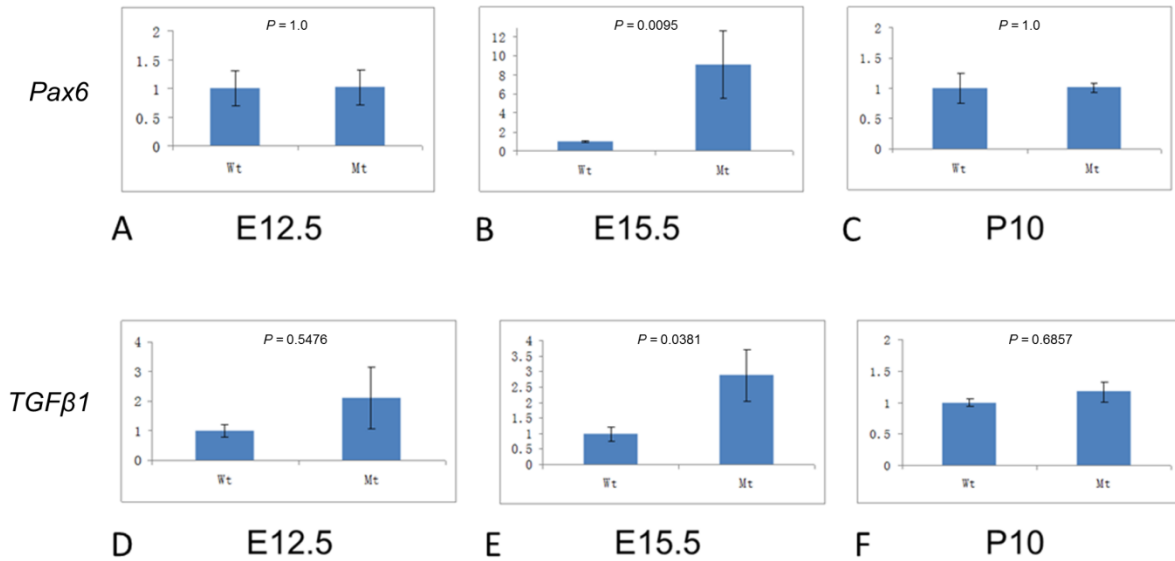 Pax6
P = 1.0
2
1.5
1
0.5
0
Wt Mt
A E12.5
P = 0.0095
12
10
8
6
4
2
0
Wt Mt
B E15.5
P = 1.0
2
1.5
1
0.5
0
Wt Mt
C P10
TGFβ1
P = 0.5476
4
3
2
1
0
Wt Mt
D E12.5
P = 0.0381
4
3.5
3
2.5
2
1.5
1
0.5
0
Wt Mt
E E15.5
P = 0.6857
2
1.5
1
0.5
0
Wt Mt
F P10